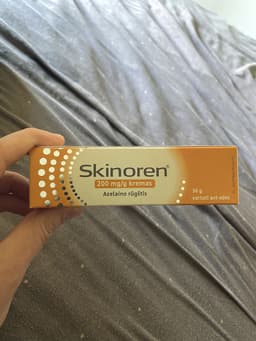 Skinoren®
200 mg/g kremas
Azelaino rūgštis
30 g
vartoti ant odos